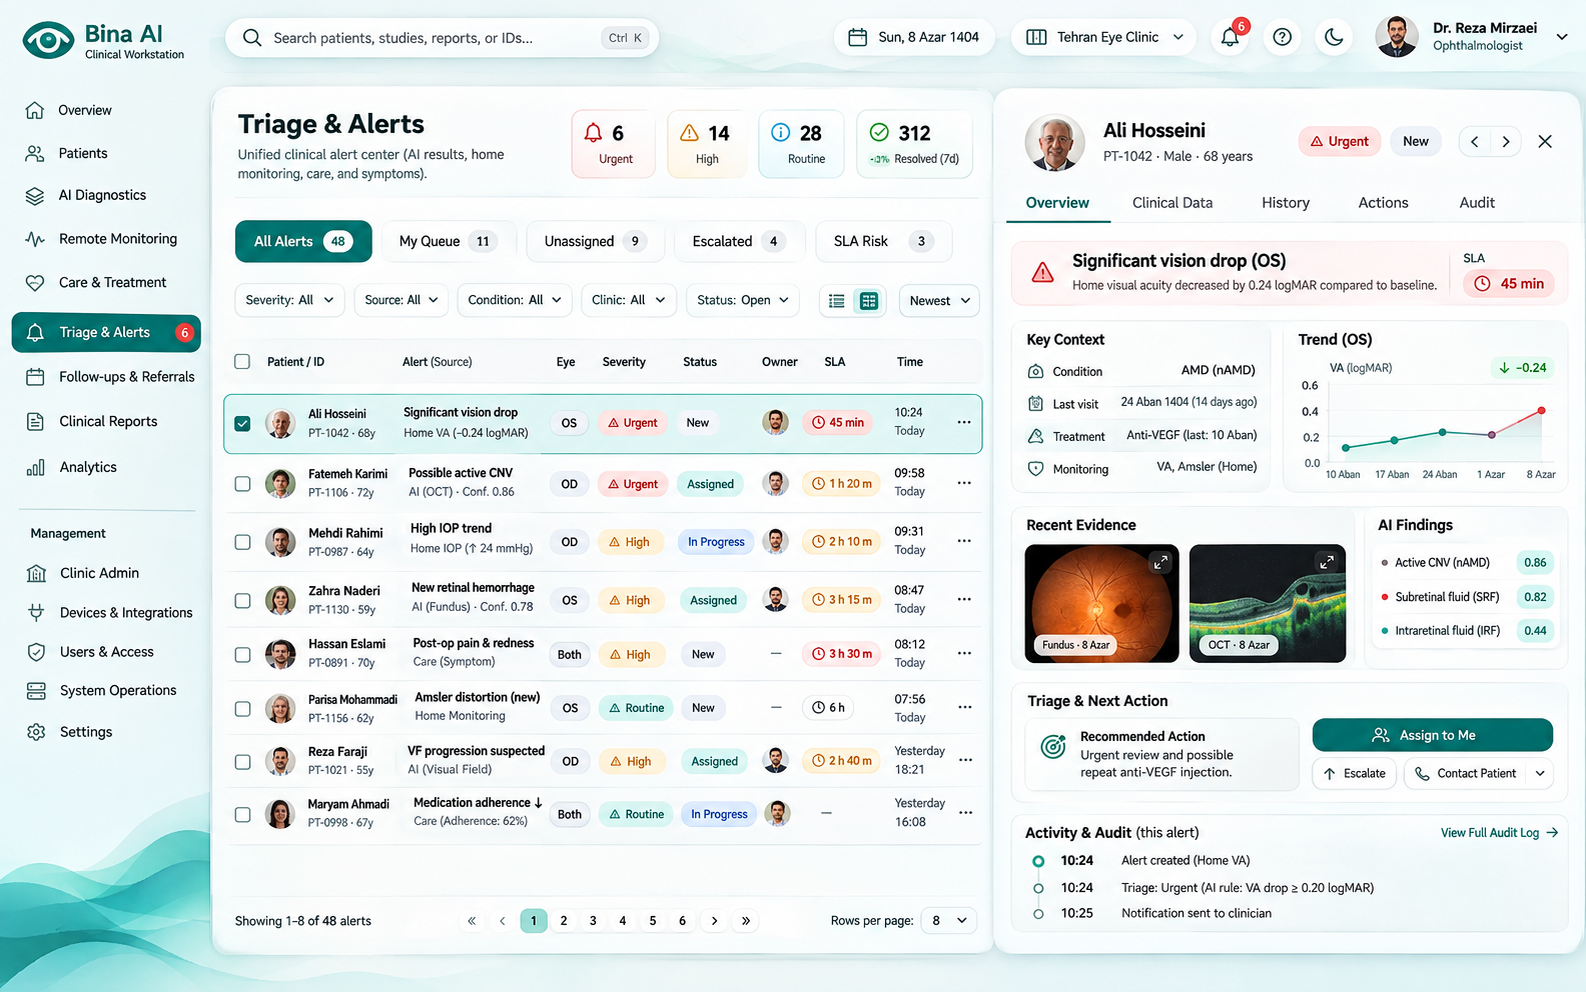 Bina AI
Clinical Workstation
Search patients, studies, reports, or IDs...
Ctrl K
Sun, 8 Azar 1404
Tehran Eye Clinic
6
Dr. Reza Mirzaei
Ophthalmologist
Overview
Patients
AI Diagnostics
Remote Monitoring
Care & Treatment
Triage & Alerts 6
Follow-ups & Referrals
Clinical Reports
Analytics
Management
Clinic Admin
Devices & Integrations
Users & Access
System Operations
Settings
Triage & Alerts
Unified clinical alert center (AI results, home
monitoring, care, and symptoms).
6
Urgent
14
High
28
Routine
312
Resolved (7d)
All Alerts 48
My Queue 11
Unassigned 9
Escalated 4
SLA Risk 3
Severity: All
Source: All
Condition: All
Clinic: All
Status: Open
Newest
Patient / ID Alert (Source) Eye Severity Status Owner SLA Time
Ali Hosseini Significant vision drop OS Urgent New 45 min 10:24
PT-1042 · 68y Home VA (−0.24 logMAR) Today
Fatemeh Karimi Possible active CNV OD Urgent Assigned 1 h 20 m 09:58
PT-1106 · 72y AI (OCT) · Conf. 0.86 Today
Mehdi Rahimi High IOP trend OD High In Progress 2 h 10 m 09:31
PT-0987 · 64y Home IOP (↑ 24 mmHg) Today
Zahra Naderi New retinal hemorrhage OS High Assigned 3 h 15 m 08:47
PT-1130 · 59y AI (Fundus) · Conf. 0.78 Today
Hassan Eslami Post-op pain & redness Both High New — 3 h 30 m 08:12
PT-0891 · 70y Care (Symptom) Today
Parisa Mohammadi Amsler distortion (new) OS Routine New — 6 h 07:56
PT-1156 · 62y Home Monitoring Today
Reza Faraji VF progression suspected OD High Assigned 2 h 40 m Yesterday
PT-1021 · 55y AI (Visual Field) 18:21
Maryam Ahmadi Medication adherence ↓ Both Routine In Progress — Yesterday
PT-0998 · 67y Care (Adherence: 62%) 16:08
Showing 1–8 of 48 alerts
« ‹ 1 2 3 4 5 6 › »
Rows per page: 8
Ali Hosseini
PT-1042 · Male · 68 years
Urgent
New
Overview Clinical Data History Actions Audit
Significant vision drop (OS)
Home visual acuity decreased by 0.24 logMAR compared to baseline.
SLA
45 min
Key Context
Condition AMD (nAMD)
Last visit 24 Aban 1404 (14 days ago)
Treatment Anti-VEGF (last: 10 Aban)
Monitoring VA, Amsler (Home)
Trend (OS)
VA (logMAR)
↓ −0.24
0.6
0.4
0.2
0.0
10 Aban 17 Aban 24 Aban 1 Azar 8 Azar
Recent Evidence
Fundus · 8 Azar
OCT · 8 Azar
AI Findings
Active CNV (nAMD) 0.86
Subretinal fluid (SRF) 0.82
Intraretinal fluid (IRF) 0.44
Triage & Next Action
Recommended Action
Urgent review and possible
repeat anti-VEGF injection.
Assign to Me
Escalate
Contact Patient
Activity & Audit (this alert)
View Full Audit Log →
10:24 Alert created (Home VA)
10:24 Triage: Urgent (AI rule: VA drop ≥ 0.20 logMAR)
10:25 Notification sent to clinician